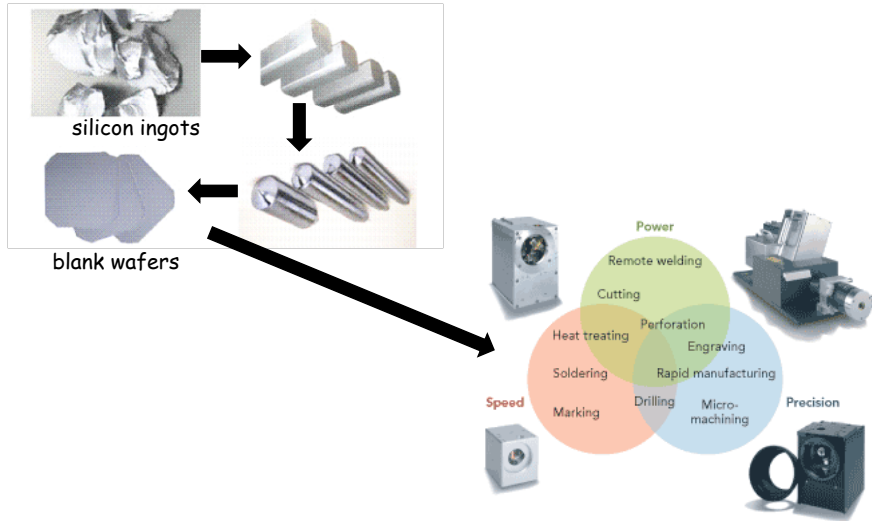 silicon ingots
blank wafers
Power
Remote welding
Cutting
Perforation
Heat treating
Engraving
Soldering
Rapid manufacturing
Speed
Drilling
Micro-
machining
Precision
Marking